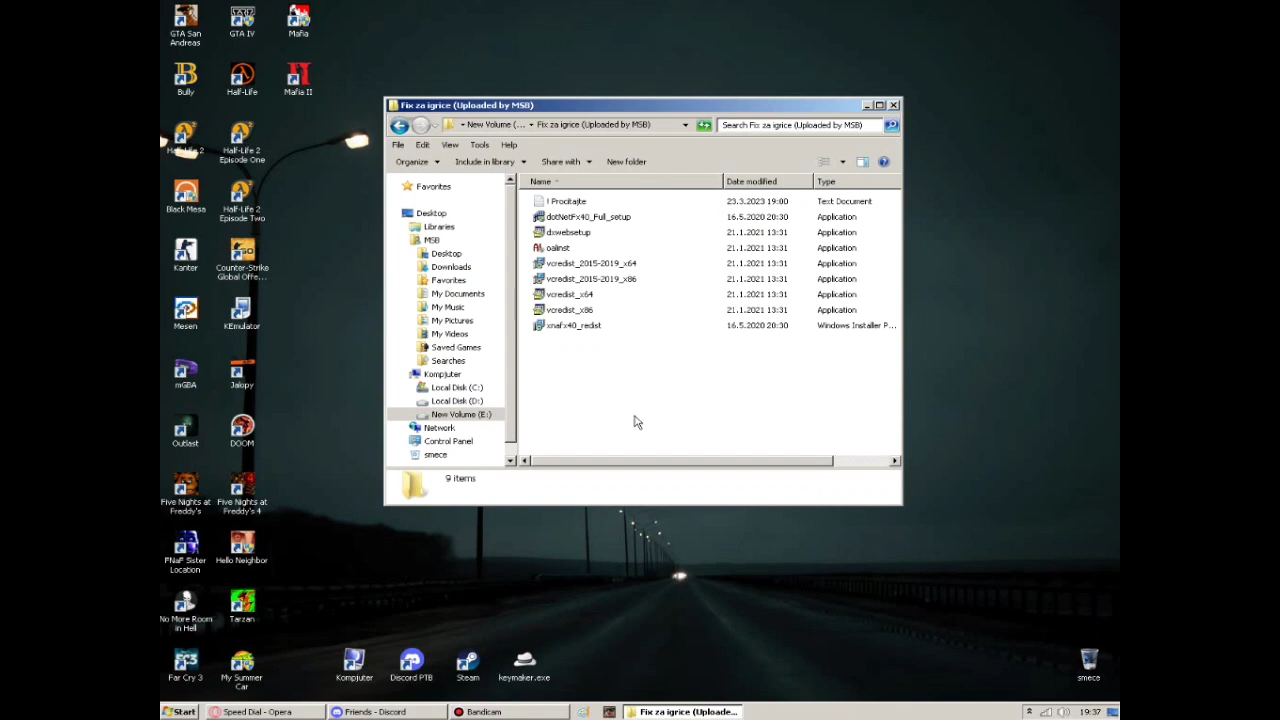 GTA San
Andreas
GTA IV
Mafia
Bully
Half-Life
Mafia II
Half-Life 2
Half-Life 2
Episode One
Black Mesa
Half-Life 2
Episode Two
Kanter
Counter-Strike
Global Offe...
Mesen
KEmulator
mGBA
Jalopy
Outlast
DOOM
Five Nights at
Freddy's
Five Nights at
Freddy's 4
FNaF Sister
Location
Hello Neighbor
No More Room
in Hell
Tarzan
Far Cry 3
My Summer
Car
Kompjuter
Discord PTB
Steam
keymaker.exe
smece
Fix za igrice (Uploaded by MSB)
New Volume (... Fix za igrice (Uploaded by MSB)
Search Fix za igrice (Uploaded by MSB)
File Edit View Tools Help
Organize Include in library Share with New folder
Favorites
Desktop
Libraries
MSB
Desktop
Downloads
Favorites
My Documents
My Music
My Pictures
My Videos
Saved Games
Searches
Kompjuter
Local Disk (C:)
Local Disk (D:)
New Volume (E:)
Network
Control Panel
smece
Name Date modified Type
! Procitajte 23.3.2023 19:00 Text Document
dotNetFx40_Full_setup 16.5.2020 20:30 Application
dxwebsetup 21.1.2021 13:31 Application
oalinst 21.1.2021 13:31 Application
vcredist_2015-2019_x64 21.1.2021 13:31 Application
vcredist_2015-2019_x86 21.1.2021 13:31 Application
vcredist_x64 21.1.2021 13:31 Application
vcredist_x86 21.1.2021 13:31 Application
xnafx40_redist 16.5.2020 20:30 Windows Installer P...
9 items
Start Speed Dial - Opera Friends - Discord Bandicam Fix za igrice (Uploade... 19:37